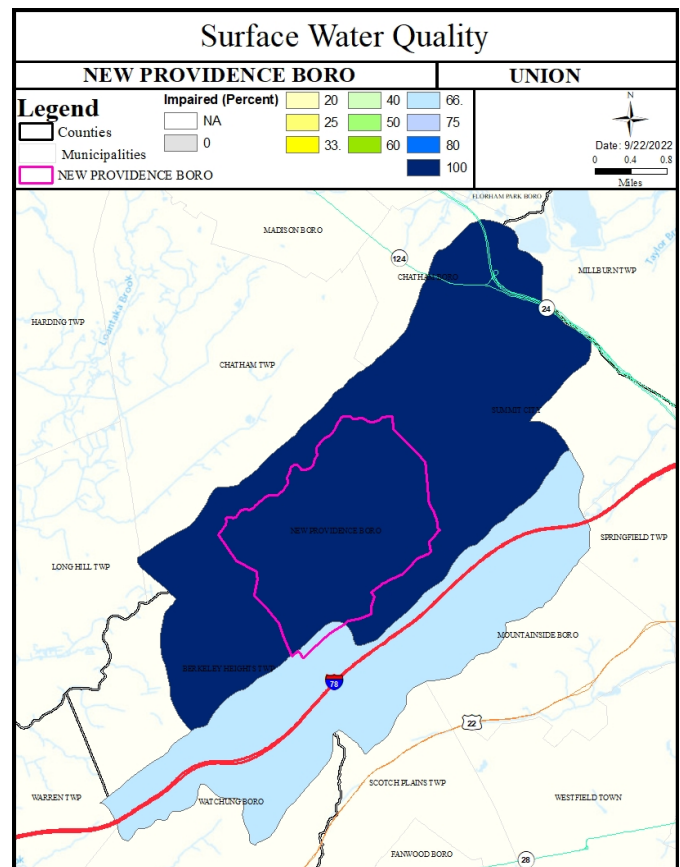 Surface Water Quality
NEW PROVIDENCE BORO
UNION
Legend
Counties
Municipalities
NEW PROVIDENCE BORO
Impaired (Percent)
NA
0
20
25
33.
40
50
60
66.
75
80
100
N
Date: 9/22/2022
0 0.4 0.8
Miles
FLORHAM PARK BORO
MADISON BORO
124
CHATHAM BORO
MILLBURN TWP
Taylor
Loantaka Brook
24
HARDING TWP
CHATHAM TWP
SUMMIT CITY
NEW PROVIDENCE BORO
SPRINGFIELD TWP
LONG HILL TWP
MOUNTAINSIDE BORO
BERKELEY HEIGHTS TWP
78
22
SCOTCH PLAINS TWP
WARREN TWP
WATCHUNG BORO
WESTFIELD TOWN
FANWOOD BORO
28